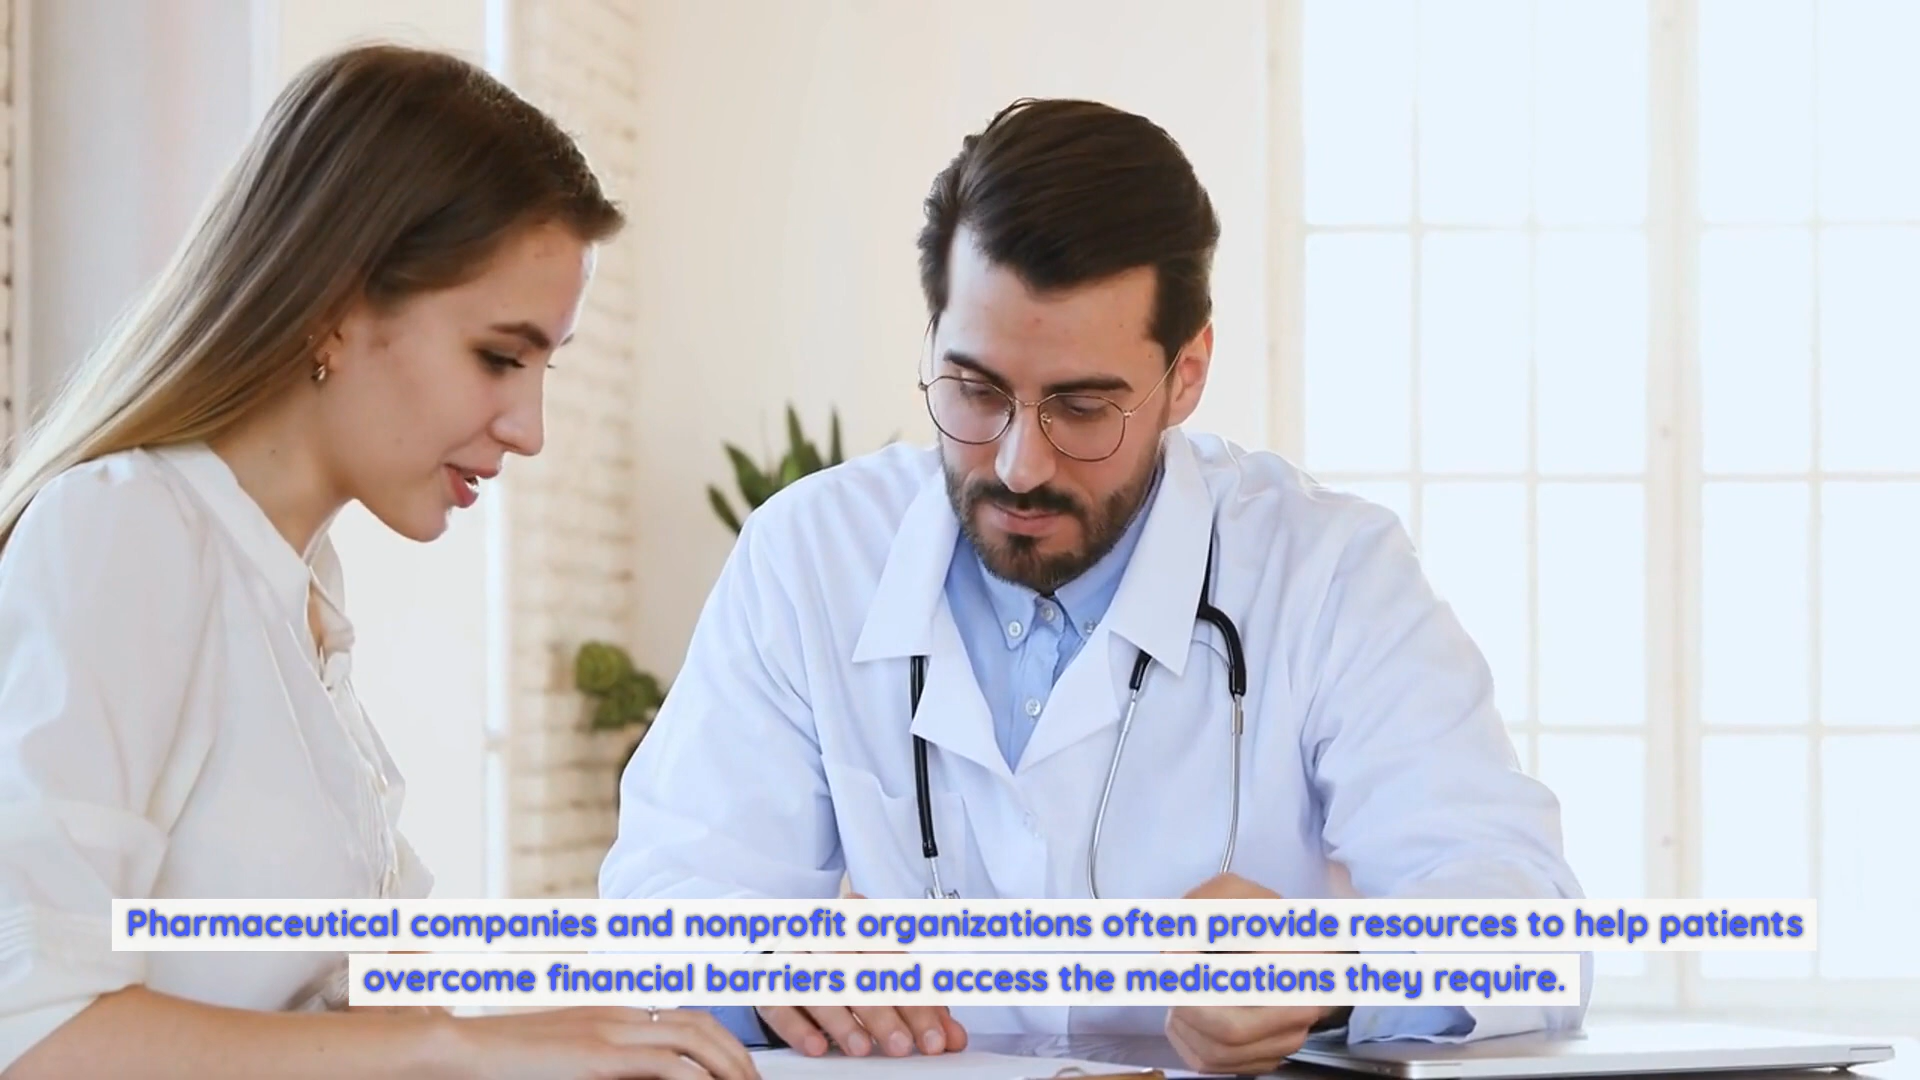 Pharmaceutical companies and nonprofit organizations often provide resources to help patients
overcome financial barriers and access the medications they require.